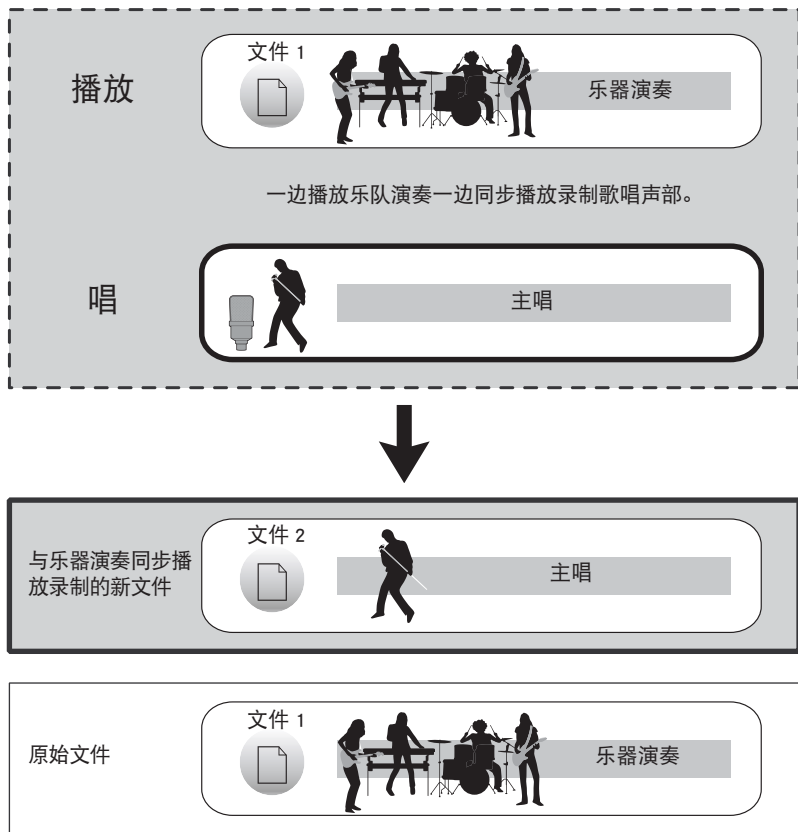 文件 1
播放
乐器演奏
一边播放乐队演奏一边同步播放录制歌唱声部。
唱
主唱
文件 2
与乐器演奏同步播
放录制的新文件
主唱
文件 1
原始文件
乐器演奏